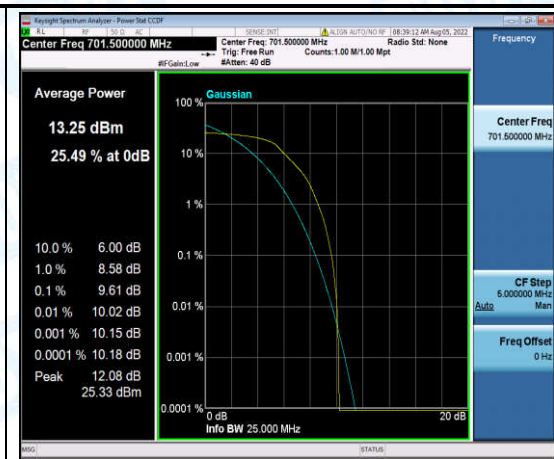 Keysight Spectrum Analyzer - Power Stat CCDF
RL RF 50 Ω AC SENSE:INT ALIGN AUTO/NO RF 08:39:12 AM Aug 05, 2022
Center Freq 701.500000 MHz
Center Freq: 701.500000 MHz Radio Std: None
Trig: Free Run Counts:1.00 M/1.00 Mpt
#IFGain:Low #Atten: 40 dB
Frequency
Average Power
13.25 dBm
25.49 % at 0dB
10.0 % 6.00 dB
1.0 % 8.58 dB
0.1 % 9.61 dB
0.01 % 10.02 dB
0.001 % 10.15 dB
0.0001 % 10.18 dB
Peak 12.08 dB
25.33 dBm
Gaussian
100 %
10 %
1 %
0.1 %
0.01 %
0.001 %
0.0001 %
0 dB 20 dB
Info BW 25.000 MHz
Center Freq
701.500000 MHz
CF Step
5.000000 MHz
Auto Man
Freq Offset
0 Hz
MSG STATUS